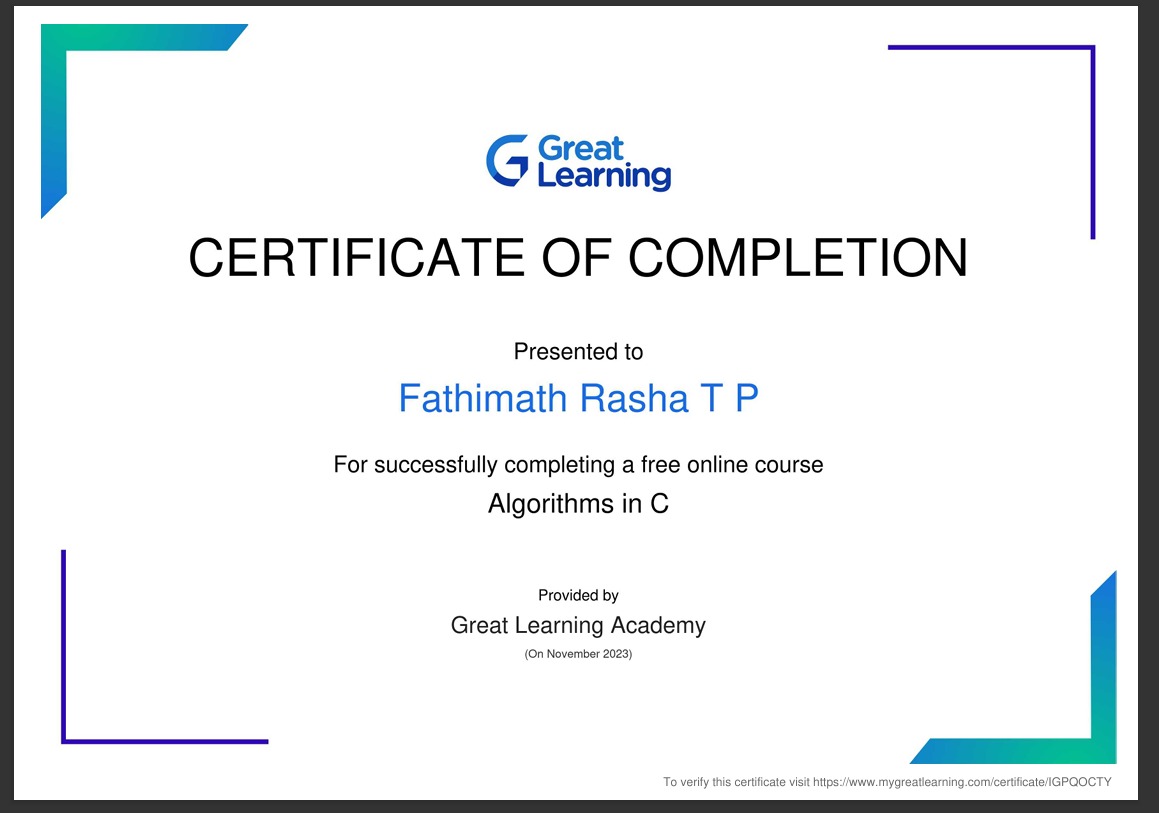 Great
Learning
CERTIFICATE OF COMPLETION
Presented to
Fathimath Rasha T P
For successfully completing a free online course
Algorithms in C
Provided by
Great Learning Academy
(On November 2023)
To verify this certificate visit https://www.mygreatlearning.com/certificate/IGPQOCTY